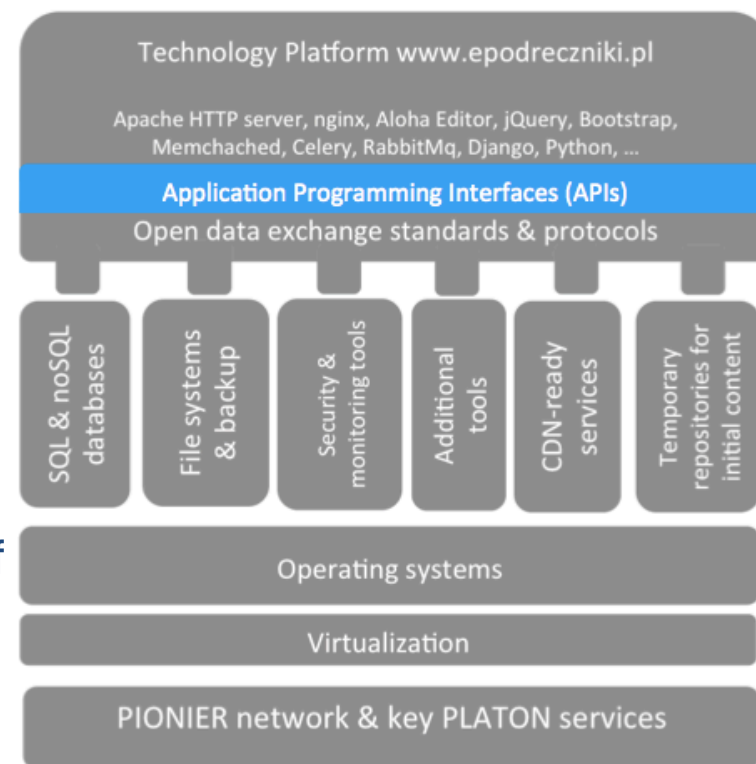 Technology Platform www.epodreczniki.pl
Apache HTTP server, nginx, Aloha Editor, jQuery, Bootstrap,
Memchached, Celery, RabbitMq, Django, Python, ...
Application Programming Interfaces (APIs)
Open data exchange standards & protocols
SQL & noSQL
databases
File systems
& backup
Security &
monitoring tools
Additional
tools
CDN-ready
services
Temporary
repositories for
initial content
Operating systems
Virtualization
PIONIER network & key PLATON services